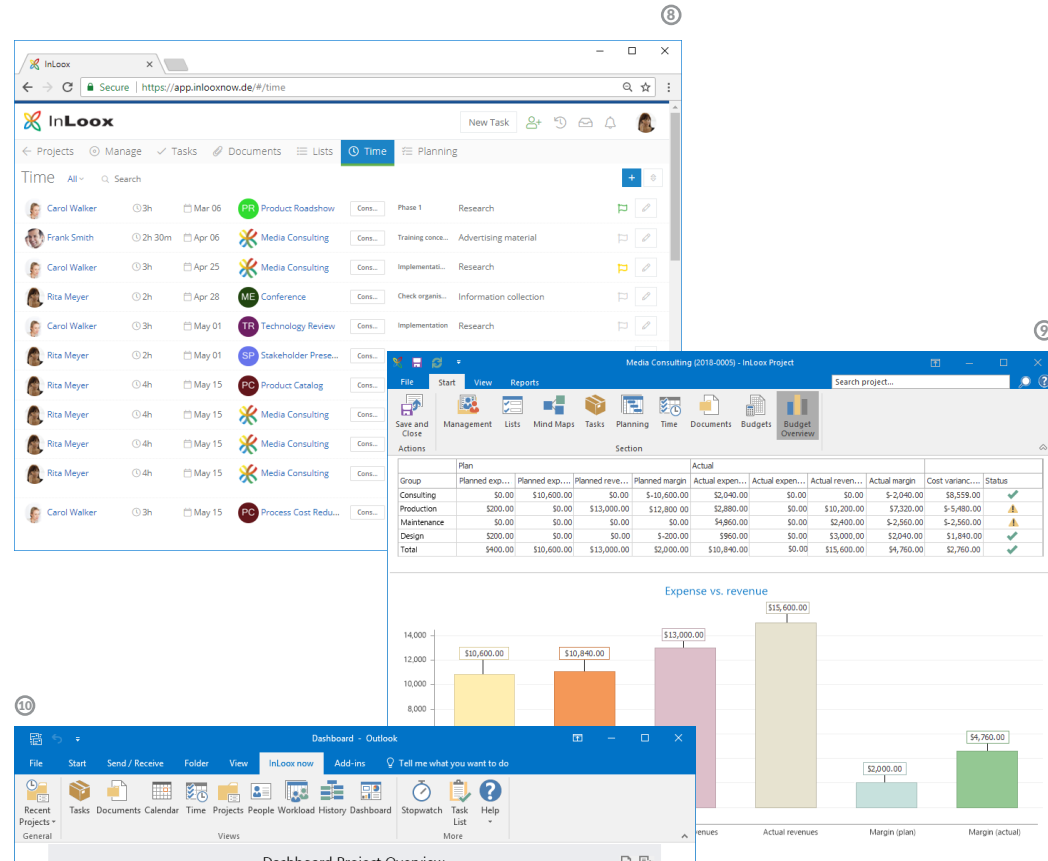 8
InLoox
Secure https://app.inlooxnow.de/#/time
InLoox New Task
Projects Manage Tasks Documents Lists Time Planning
Time All Search +
Carol Walker 3h Mar 06 PR Product Roadshow Cons... Phase 1 Research
Frank Smith 2h 30m Apr 06 Media Consulting Cons... Training conce... Advertising material
Carol Walker 3h Apr 25 Media Consulting Cons... Implementati... Research
Rita Meyer 2h Apr 28 ME Conference Cons... Check organis... Information collection
Carol Walker 3h May 01 TR Technology Review Cons... Implementation Research
Rita Meyer 2h May 01 SP Stakeholder Prese... Cons...
Rita Meyer 4h May 15 PC Product Catalog Cons...
Rita Meyer 4h May 15 Media Consulting Cons...
Rita Meyer 4h May 15 Media Consulting Cons...
Rita Meyer 4h May 15 Media Consulting Cons...
Carol Walker 3h May 15 PC Process Cost Redu... Cons...
9
Media Consulting (2018-0005) - InLoox Project
File Start View Reports Search project... ?
Save and Close Management Lists Mind Maps Tasks Planning Time Documents Budgets Budget Overview
Actions Section
Plan Actual
Group Planned exp... Planned exp.... Planned reve... Planned margin Actual expen... Actual expen... Actual reven... Actual margin Cost varianc.... Status
Consulting $0.00 $10,600.00 $0.00 $-10,600.00 $2,040.00 $0.00 $0.00 $-2,040.00 $8,559.00
Production $200.00 $0.00 $13,000.00 $12,800 00 $2,880.00 $0.00 $10,200.00 $7,320.00 $-5,480.00
Maintenance $0.00 $0.00 $0.00 $0.00 $4,960.00 $0.00 $2,400.00 $-2,560.00 $-2,560.00
Design $200.00 $0.00 $0.00 $-200.00 $960.00 $0.00 $3,000,00 $2,040.00 $1,840.00
Total $400.00 $10,600.00 $13,000.00 $2,000.00 $10,840.00 $0.00 $15,600.00 $4,760.00 $2,760.00
Expense vs. revenue
$15,600.00
14,000 $13,000.00
12,000 $10,600.00 $10,840.00
10,000
8,000
$4,760.00
$2,000.00
Actual revenues Margin (plan) Margin (actual)
10
Dashboard - Outlook
File Start Send / Receive Folder View InLoox now Add-ins Tell me what you want to do
Recent Projects Tasks Documents Calendar Time Projects People Workload History Dashboard Stopwatch Task List Help
General Views More
Dashboard Project Overview